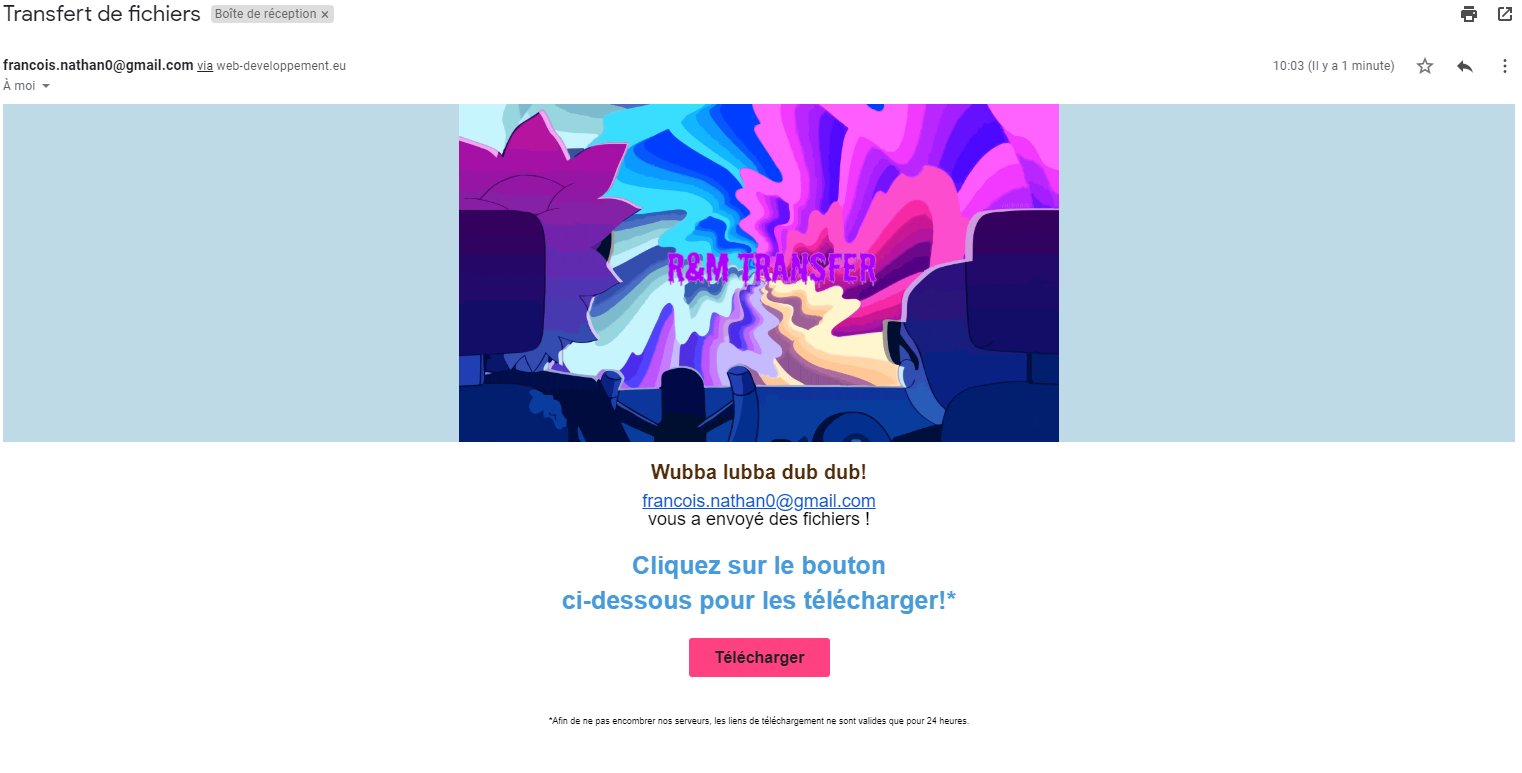 Transfert de fichiers Boîte de réception ×
francois.nathan0@gmail.com via web-developpement.eu 10:03 (Il y a 1 minute)
À moi
R&M TRANSFER
Wubba lubba dub dub!
francois.nathan0@gmail.com
vous a envoyé des fichiers !
Cliquez sur le bouton
ci-dessous pour les télécharger!*
Télécharger
*Afin de ne pas encombrer nos serveurs, les liens de téléchargement ne sont valides que pour 24 heures.